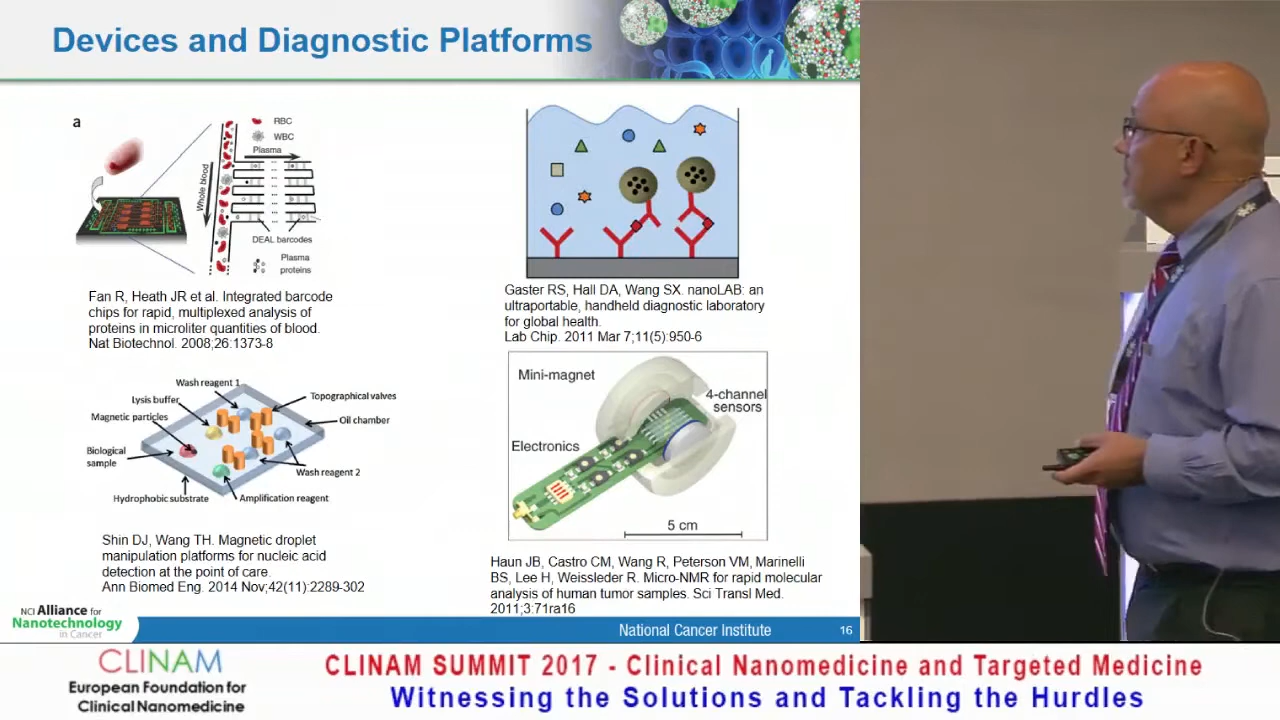 Devices and Diagnostic Platforms
a
RBC
WBC
Plasma
Whole blood
DEAL barcodes
Plasma
proteins
Fan R, Heath JR et al. Integrated barcode
chips for rapid, multiplexed analysis of
proteins in microliter quantities of blood.
Nat Biotechnol. 2008;26:1373-8
Gaster RS, Hall DA, Wang SX. nanoLAB: an
ultraportable, handheld diagnostic laboratory
for global health.
Lab Chip. 2011 Mar 7;11(5):950-6
Wash reagent 1
Lysis buffer
Topographical valves
Magnetic particles
Oil chamber
Biological
sample
Wash reagent 2
Hydrophobic substrate
Amplification reagent
Shin DJ, Wang TH. Magnetic droplet
manipulation platforms for nucleic acid
detection at the point of care.
Ann Biomed Eng. 2014 Nov;42(11):2289-302
Mini-magnet
4-channel
sensors
Electronics
5 cm
Haun JB, Castro CM, Wang R, Peterson VM, Marinelli
BS, Lee H, Weissleder R. Micro-NMR for rapid molecular
analysis of human tumor samples. Sci Transl Med.
2011;3:71ra16
NCI Alliance for
Nanotechnology
in Cancer
National Cancer Institute
16
CLINAM
European Foundation for
Clinical Nanomedicine
CLINAM SUMMIT 2017 - Clinical Nanomedicine and Targeted Medicine
Witnessing the Solutions and Tackling the Hurdles